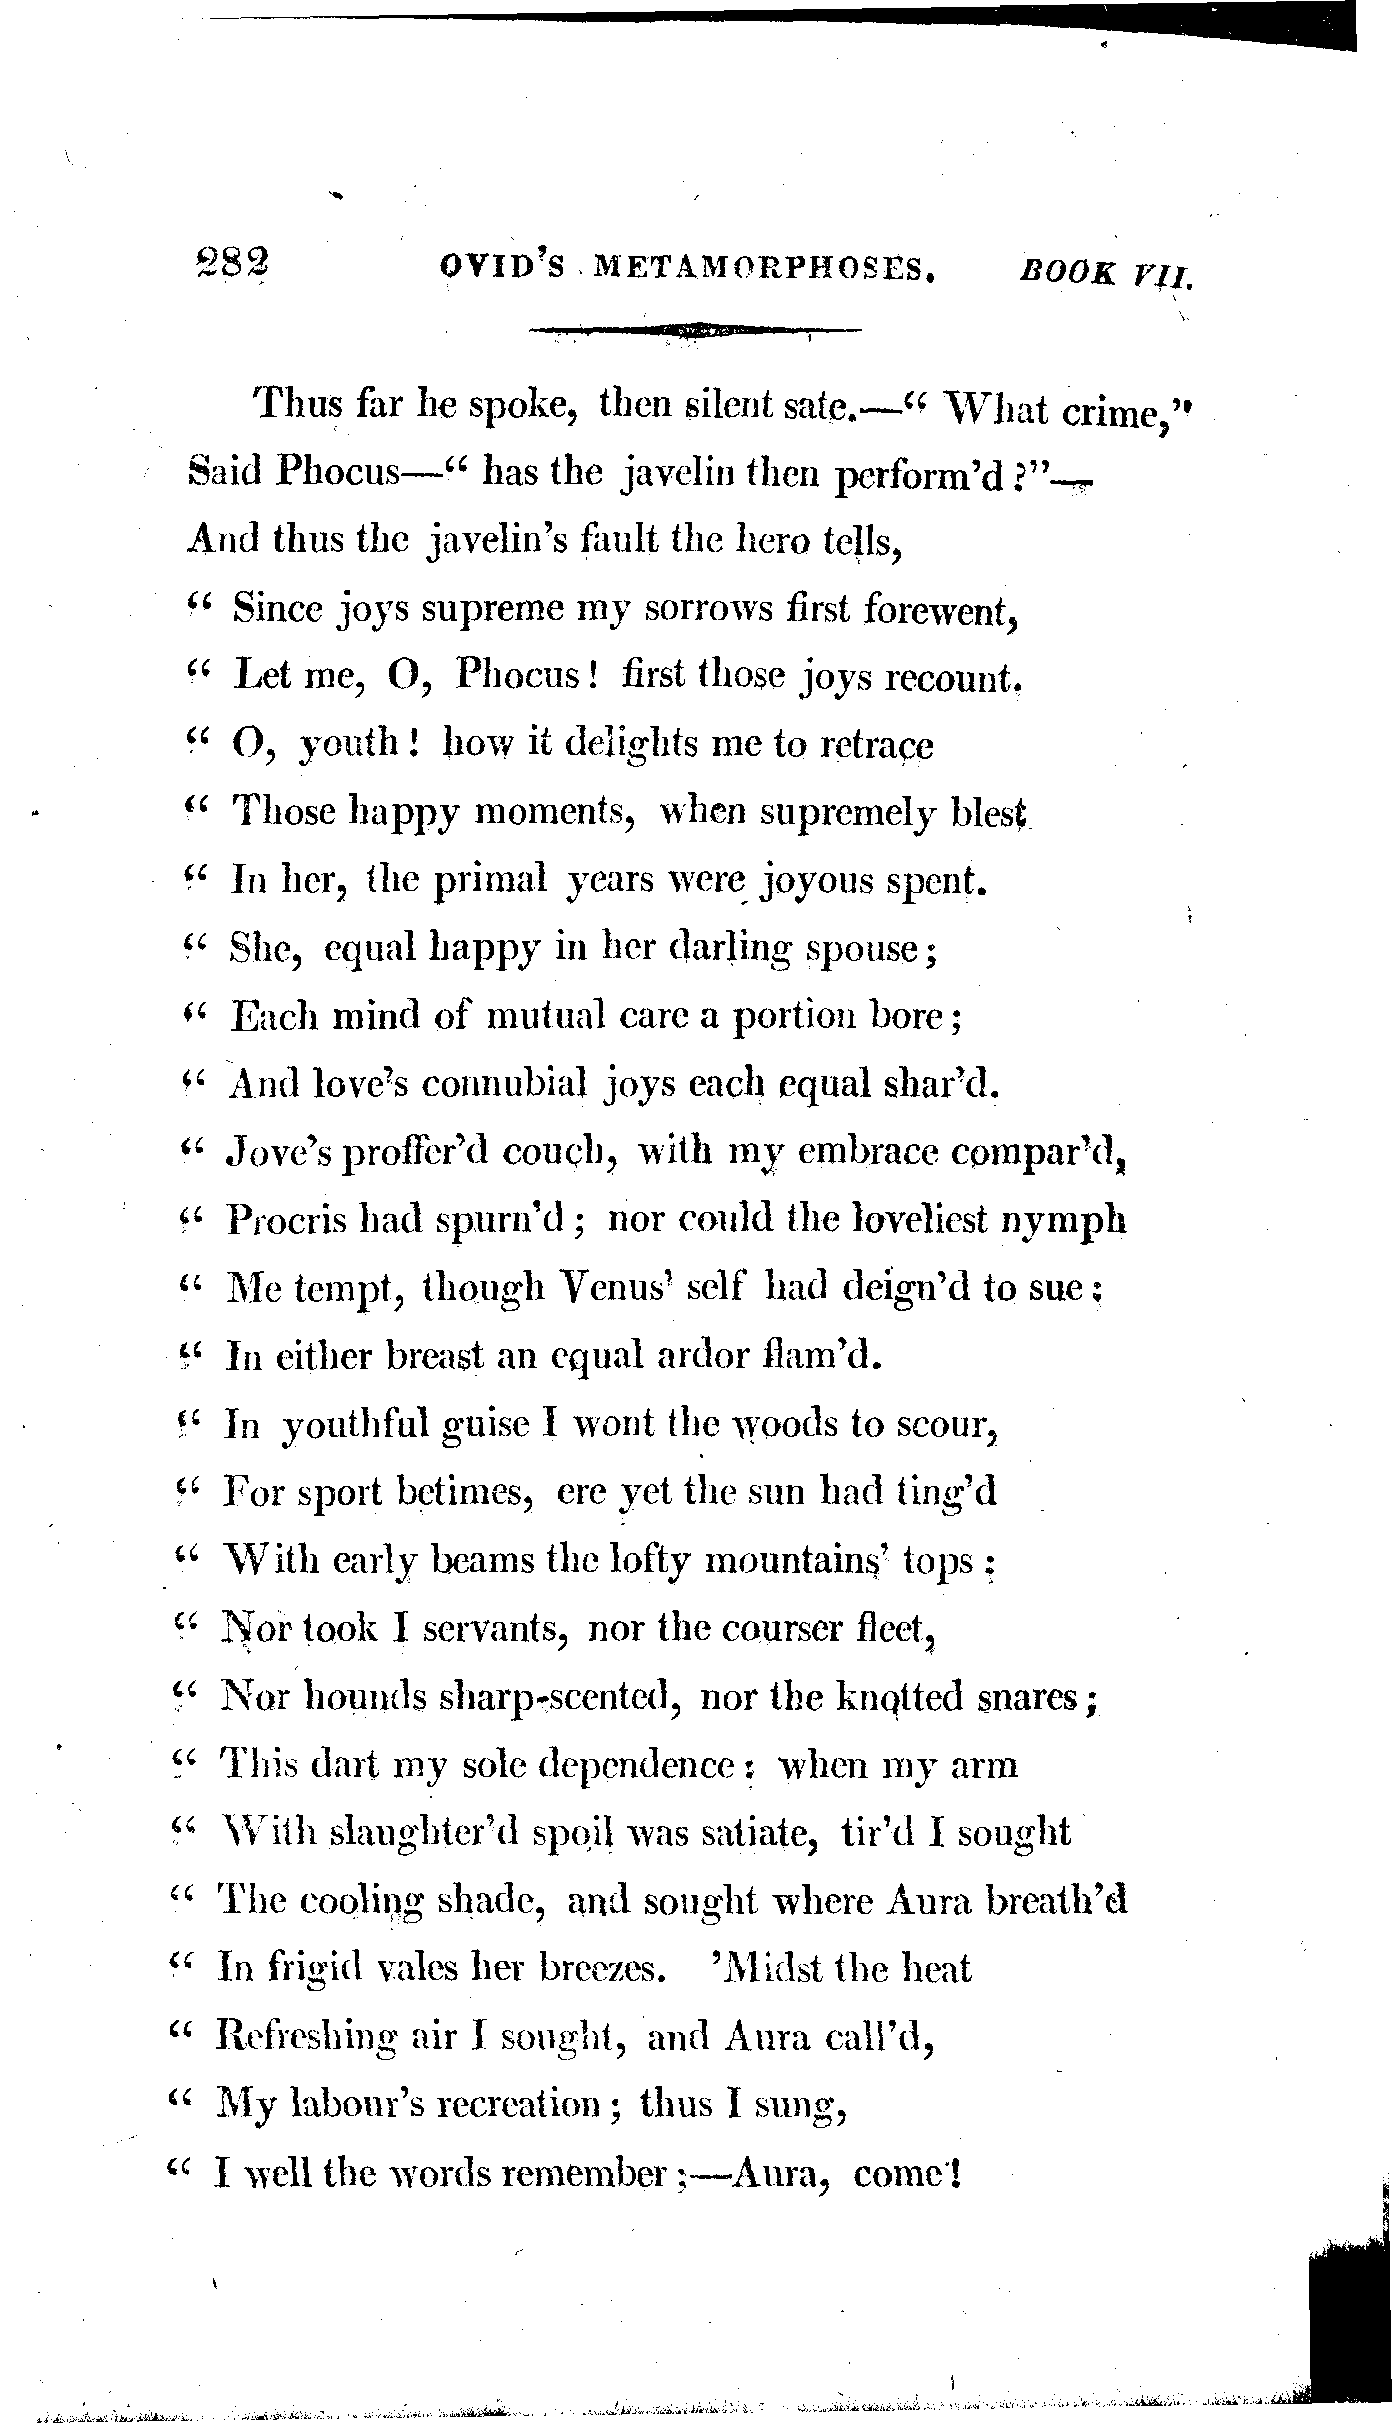 282 OVID'S METAMORPHOSES. BOOK VII.
Thus far he spoke, then silent sate.—“ What crime,”
Said Phocus—“ has the javelin then perform'd ?”—
And thus the javelin's fault the hero tells,
“ Since joys supreme my sorrows first forewent,
“ Let me, O, Phocus! first those joys recount.
“ O, youth! how it delights me to retrace
“ Those happy moments, when supremely blest
“ In her, the primal years were joyous spent.
“ She, equal happy in her darling spouse;
“ Each mind of mutual care a portion bore;
“ And love's connubial joys each equal shar'd.
“ Jove's proffer'd couch, with my embrace compar'd,
“ Procris had spurn'd; nor could the loveliest nymph
“ Me tempt, though Venus' self had deign'd to sue;
“ In either breast an equal ardor flam'd.
“ In youthful guise I wont the woods to scour,
“ For sport betimes, ere yet the sun had ting'd
“ With early beams the lofty mountains' tops:
“ Nor took I servants, nor the courser fleet,
“ Nor hounds sharp-scented, nor the knotted snares;
“ This dart my sole dependence: when my arm
“ With slaughter'd spoil was satiate, tir'd I sought
“ The cooling shade, and sought where Aura breath'd
“ In frigid vales her breezes. 'Midst the heat
“ Refreshing air I sought, and Aura call'd,
“ My labour's recreation; thus I sung,
“ I well the words remember;—Aura, come!